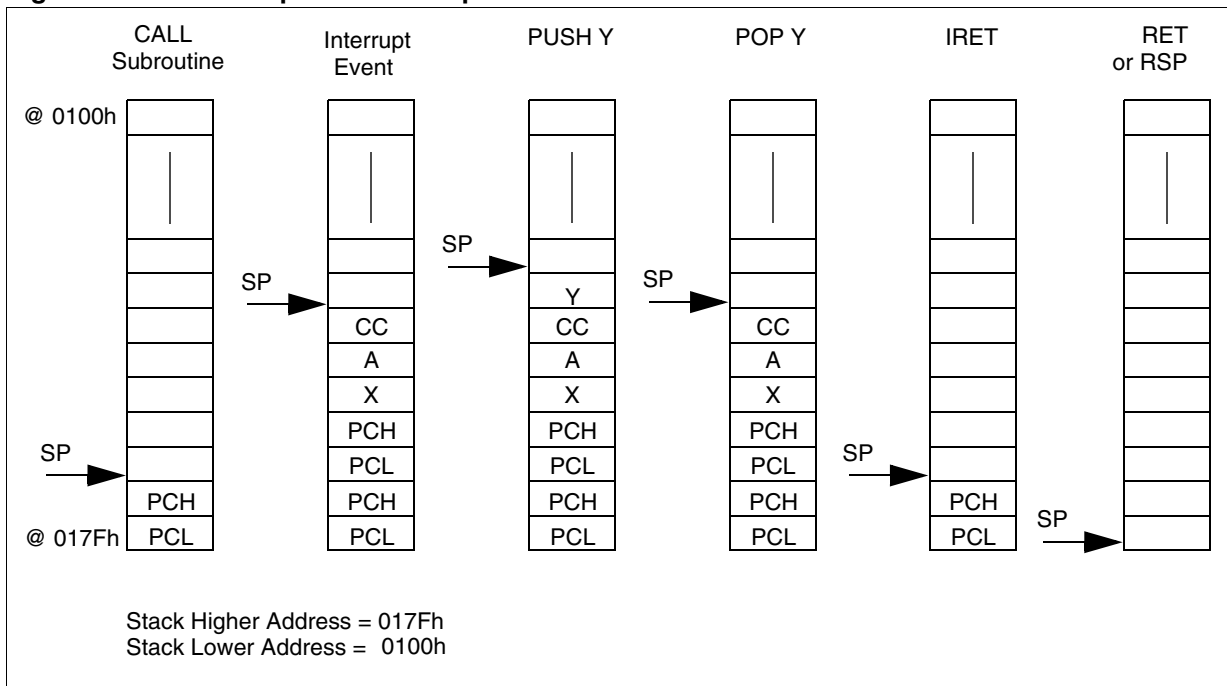 CALL
Subroutine
Interrupt
Event
PUSH Y
POP Y
IRET
RET
or RSP
@ 0100h
SP
SP
SP
SP
SP
SP
Y
CC
CC
CC
A
A
A
X
X
X
PCH
PCH
PCH
PCL
PCL
PCL
PCH
PCH
PCH
PCH
PCH
@ 017Fh
PCL
PCL
PCL
PCL
PCL
Stack Higher Address = 017Fh
Stack Lower Address = 0100h